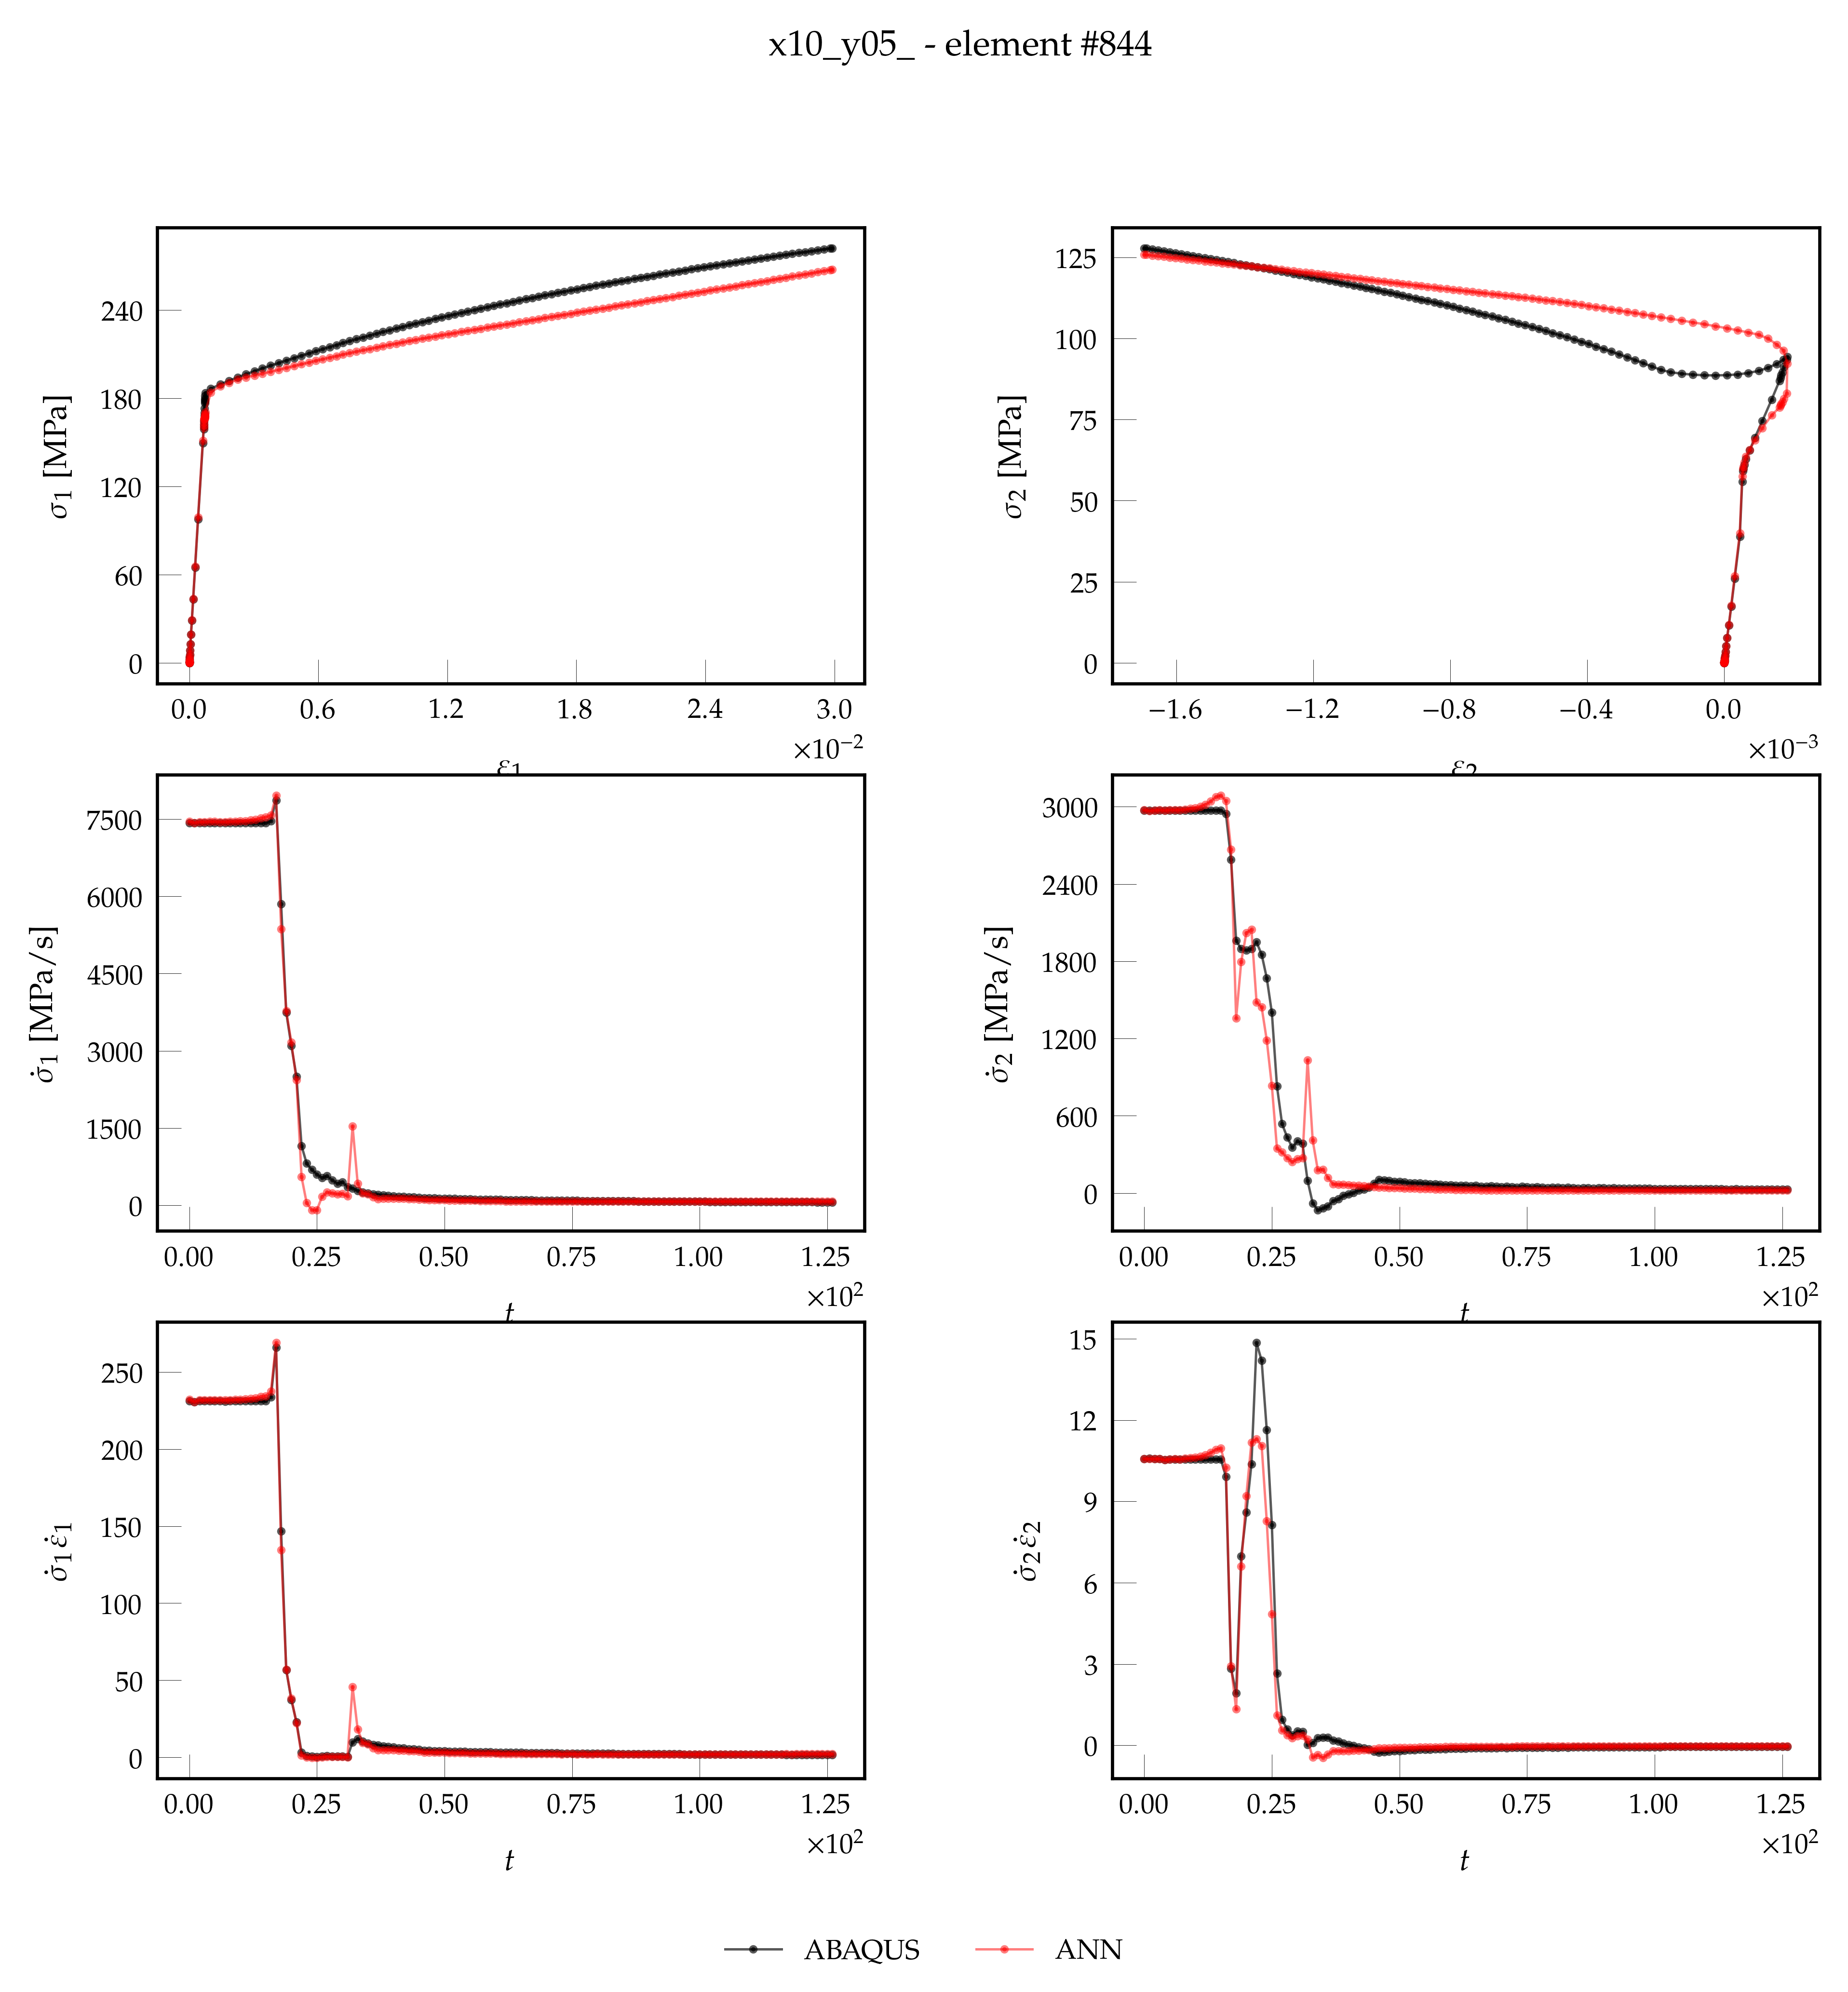 x10_y05_ - element #844
σ₁ [MPa]
240
180
120
60
0
0.0 0.6 1.2 1.8 2.4 3.0
×10⁻²
ε₁
σ₂ [MPa]
125
100
75
50
25
0
−1.6 −1.2 −0.8 −0.4 0.0
×10⁻³
ε₂
σ̇₁ [MPa/s]
7500
6000
4500
3000
1500
0
0.00 0.25 0.50 0.75 1.00 1.25
×10²
t
σ̇₂ [MPa/s]
3000
2400
1800
1200
600
0
0.00 0.25 0.50 0.75 1.00 1.25
×10²
t
σ̇₁ε̇₁
250
200
150
100
50
0
0.00 0.25 0.50 0.75 1.00 1.25
×10²
t
σ̇₂ε̇₂
15
12
9
6
3
0
0.00 0.25 0.50 0.75 1.00 1.25
×10²
t
ABAQUS ANN